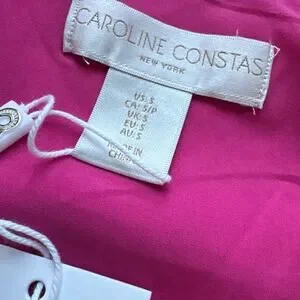 CAROLINE CONSTAS
NEW YORK
US: S
CA: S/P
UK: S
EU: S
AU: S
MADE IN
CHINA